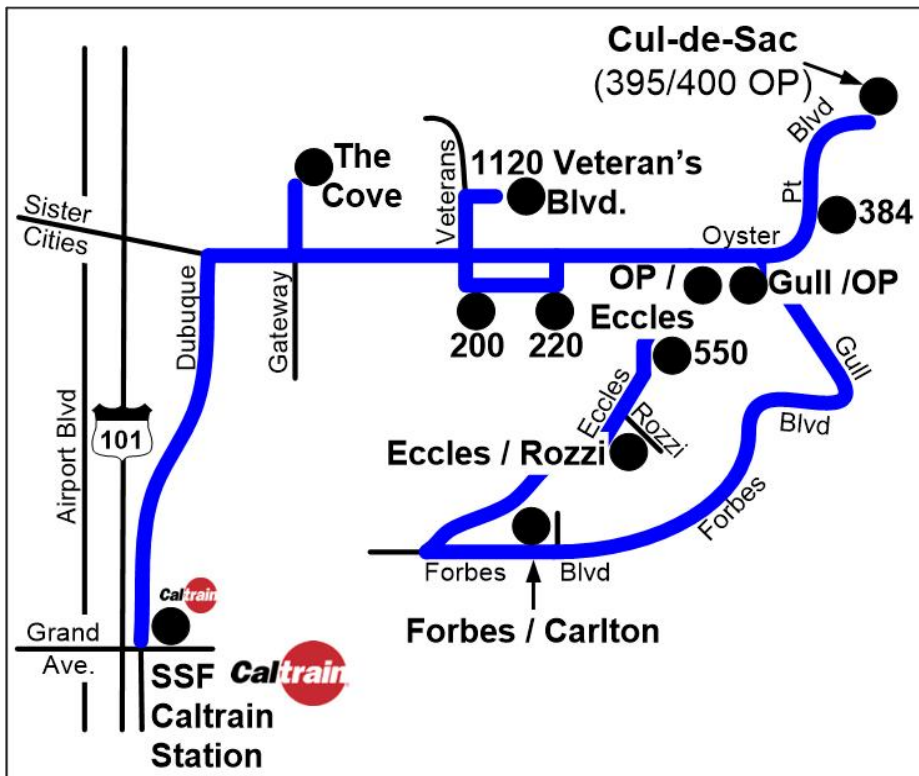 Cul-de-Sac
(395/400 OP)
Blvd
Pt
384
Oyster
The
Cove
Veterans
1120 Veteran's
Blvd.
Sister
Cities
Dubuque
Gateway
200
220
OP /
Eccles
Gull /OP
550
Gull
Blvd
Eccles
Rozzi
Eccles / Rozzi
Forbes
Airport Blvd
101
Forbes
Blvd
Forbes / Carlton
Caltrain
Grand
Ave.
SSF
Caltrain
Station
Caltrain